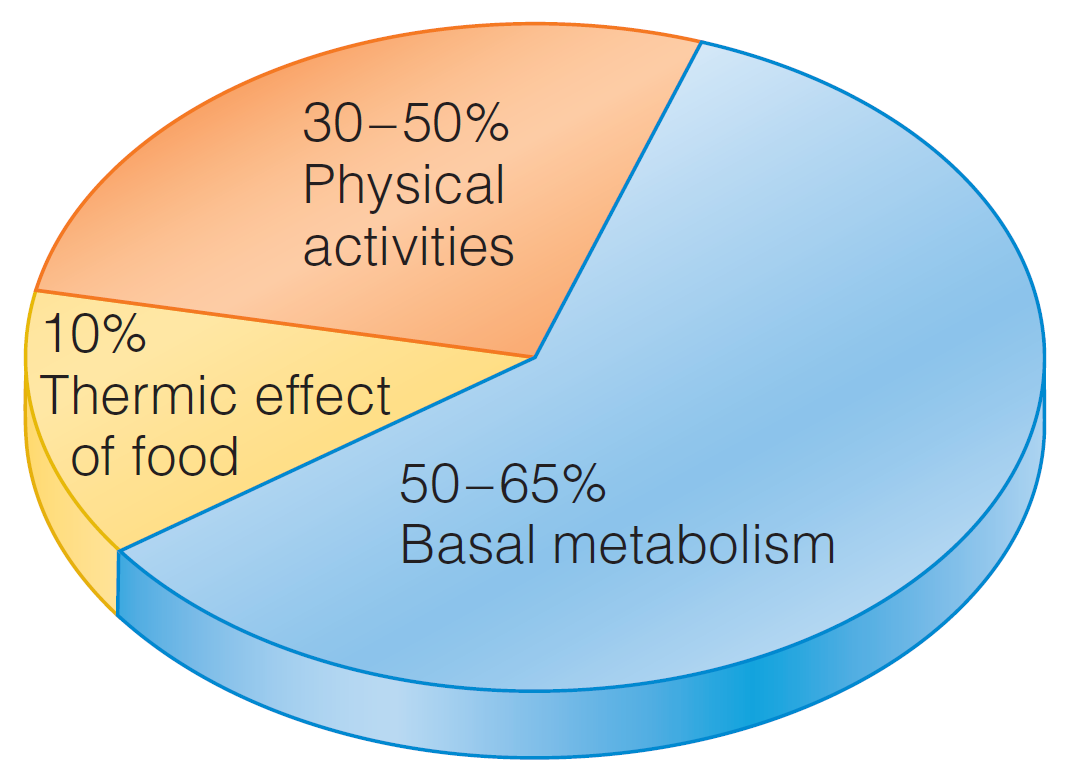 30–50%
Physical
activities
10%
Thermic effect
of food
50–65%
Basal metabolism